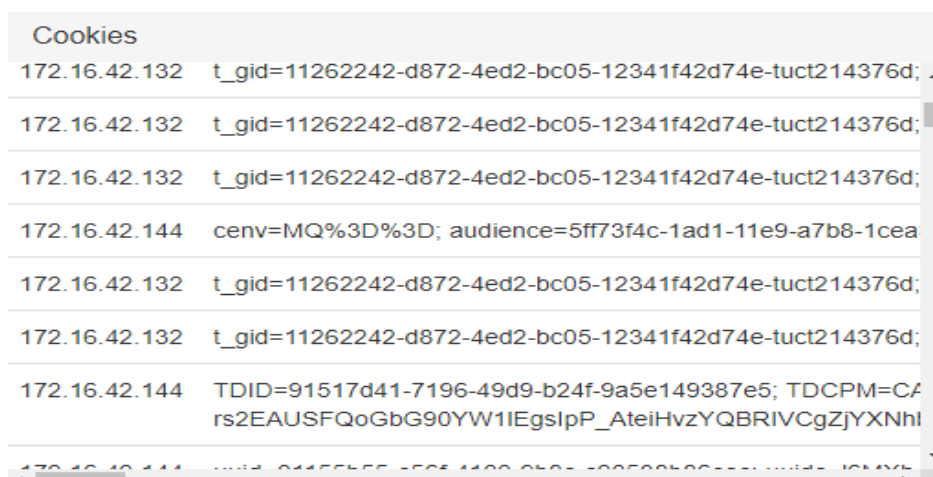 Cookies
172.16.42.132 t_gid=11262242-d872-4ed2-bc05-12341f42d74e-tuct214376d;
172.16.42.132 t_gid=11262242-d872-4ed2-bc05-12341f42d74e-tuct214376d;
172.16.42.132 t_gid=11262242-d872-4ed2-bc05-12341f42d74e-tuct214376d;
172.16.42.144 cenv=MQ%3D%3D; audience=5ff73f4c-1ad1-11e9-a7b8-1cea
172.16.42.132 t_gid=11262242-d872-4ed2-bc05-12341f42d74e-tuct214376d;
172.16.42.132 t_gid=11262242-d872-4ed2-bc05-12341f42d74e-tuct214376d;
172.16.42.144 TDID=91517d41-7196-49d9-b24f-9a5e149387e5; TDCPM=CA
172.16.42.144